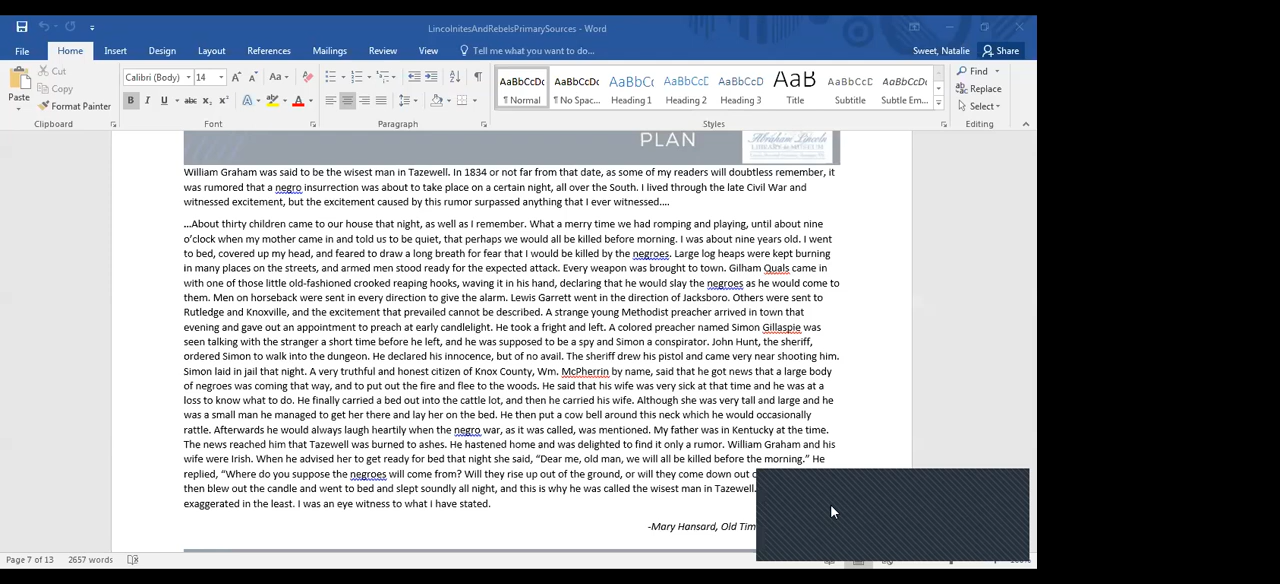 LincolnitesAndRebelsPrimarySources - Word
File Home Insert Design Layout References Mailings Review View Tell me what you want to do... Sweet, Natalie Share
Cut
Copy
Paste
Format Painter
Calibri (Body) 14
AaBbCcDc AaBbCcDc AaBbC AaBbCcD AaBbCcD AaB AaBbCcD AaBbCcDc
¶ Normal ¶ No Spac... Heading 1 Heading 2 Heading 3 Title Subtitle Subtle Em...
Find
Replace
Select
Clipboard Font Paragraph Styles Editing
PLAN
Abraham Lincoln
LIBRARY & MUSEUM
William Graham was said to be the wisest man in Tazewell. In 1834 or not far from that date, as some of my readers will doubtless remember, it
was rumored that a negro insurrection was about to take place on a certain night, all over the South. I lived through the late Civil War and
witnessed excitement, but the excitement caused by this rumor surpassed anything that I ever witnessed....
...About thirty children came to our house that night, as well as I remember. What a merry time we had romping and playing, until about nine
o'clock when my mother came in and told us to be quiet, that perhaps we would all be killed before morning. I was about nine years old. I went
to bed, covered up my head, and feared to draw a long breath for fear that I would be killed by the negroes. Large log heaps were kept burning
in many places on the streets, and armed men stood ready for the expected attack. Every weapon was brought to town. Gilham Quals came in
with one of those little old-fashioned crooked reaping hooks, waving it in his hand, declaring that he would slay the negroes as he would come to
them. Men on horseback were sent in every direction to give the alarm. Lewis Garrett went in the direction of Jacksboro. Others were sent to
Rutledge and Knoxville, and the excitement that prevailed cannot be described. A strange young Methodist preacher arrived in town that
evening and gave out an appointment to preach at early candlelight. He took a fright and left. A colored preacher named Simon Gillaspie was
seen talking with the stranger a short time before he left, and he was supposed to be a spy and Simon a conspirator. John Hunt, the sheriff,
ordered Simon to walk into the dungeon. He declared his innocence, but of no avail. The sheriff drew his pistol and came very near shooting him.
Simon laid in jail that night. A very truthful and honest citizen of Knox County, Wm. McPherrin by name, said that he got news that a large body
of negroes was coming that way, and to put out the fire and flee to the woods. He said that his wife was very sick at that time and he was at a
loss to know what to do. He finally carried a bed out into the cattle lot, and then he carried his wife. Although she was very tall and large and he
was a small man he managed to get her there and lay her on the bed. He then put a cow bell around this neck which he would occasionally
rattle. Afterwards he would always laugh heartily when the negro war, as it was called, was mentioned. My father was in Kentucky at the time.
The news reached him that Tazewell was burned to ashes. He hastened home and was delighted to find it only a rumor. William Graham and his
wife were Irish. When he advised her to get ready for bed that night she said, “Dear me, old man, we will all be killed before the morning.” He
replied, “Where do you suppose the negroes will come from? Will they rise up out of the ground, or will they come down out
then blew out the candle and went to bed and slept soundly all night, and this is why he was called the wisest man in Tazewell.
exaggerated in the least. I was an eye witness to what I have stated.
-Mary Hansard, Old Tim
Page 7 of 13 2657 words